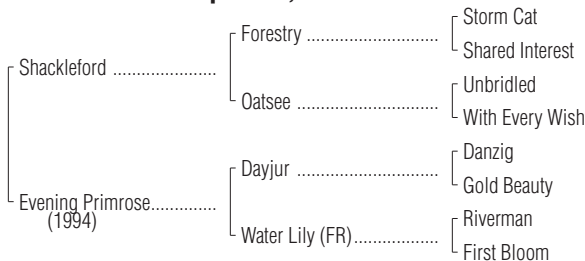 Storm Cat
Forestry
Shared Interest
Shackleford
Unbridled
Oatsee
With Every Wish
Danzig
Dayjur
Gold Beauty
Evening Primrose
(1994)
Riverman
Water Lily (FR)
First Bloom